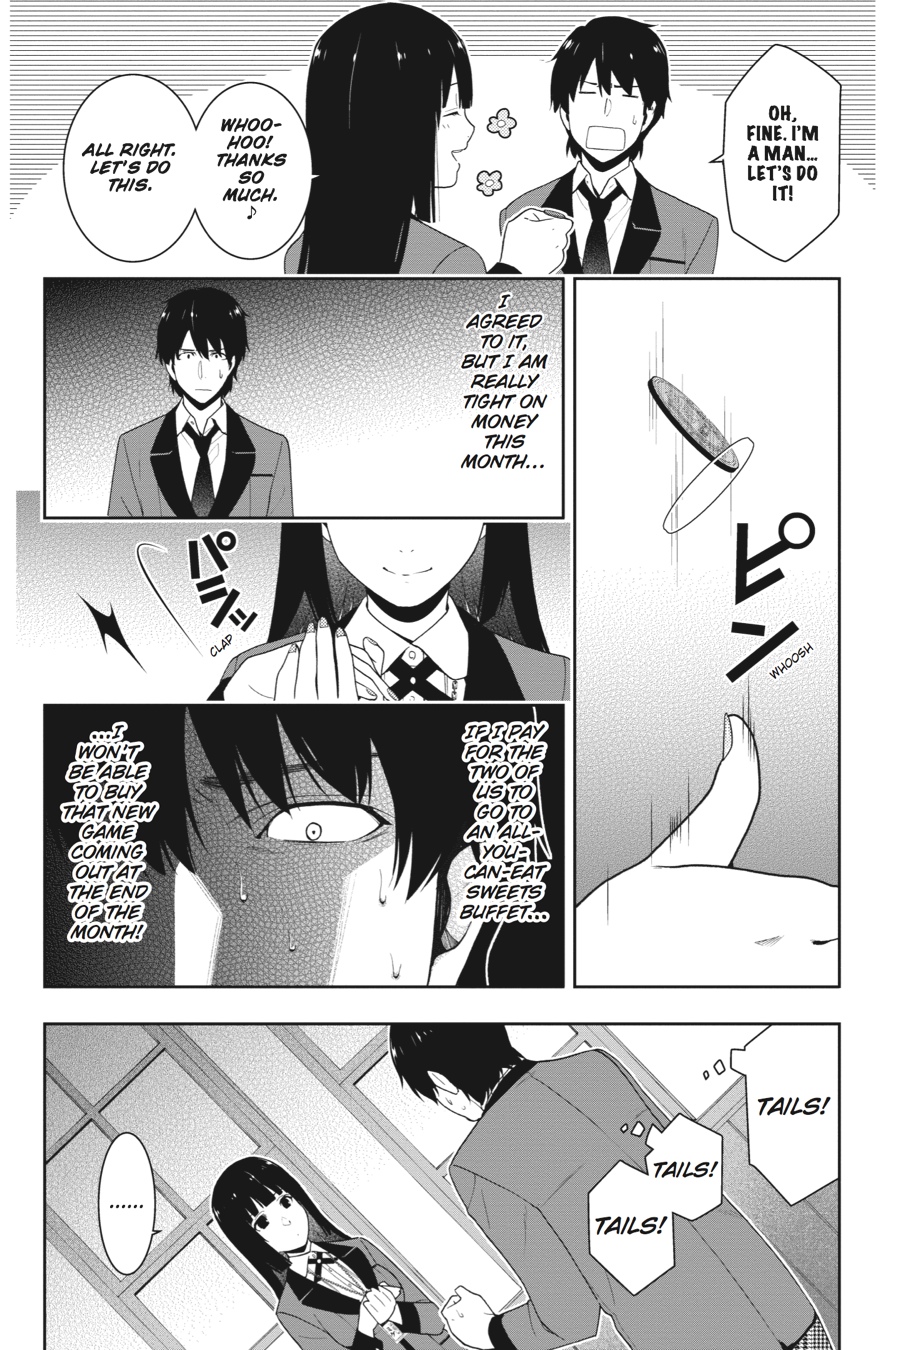 OH,
FINE. I'M
A MAN...
LET'S DO
IT!
WHOO-
HOO!
THANKS
SO
MUCH.
♪
ALL RIGHT.
LET'S DO
THIS.
ピン
WHOOSH
I
AGREED
TO IT,
BUT I AM
REALLY
TIGHT ON
MONEY
THIS
MONTH...
パシッ
CLAP
IF I PAY
FOR THE
TWO OF
US TO
GO TO
AN ALL-
YOU-
CAN-EAT
SWEETS
BUFFET...
...I
WON'T
BE ABLE
TO BUY
THAT NEW
GAME
COMING
OUT AT
THE END
OF THE
MONTH!
TAILS!
TAILS!
TAILS!
......